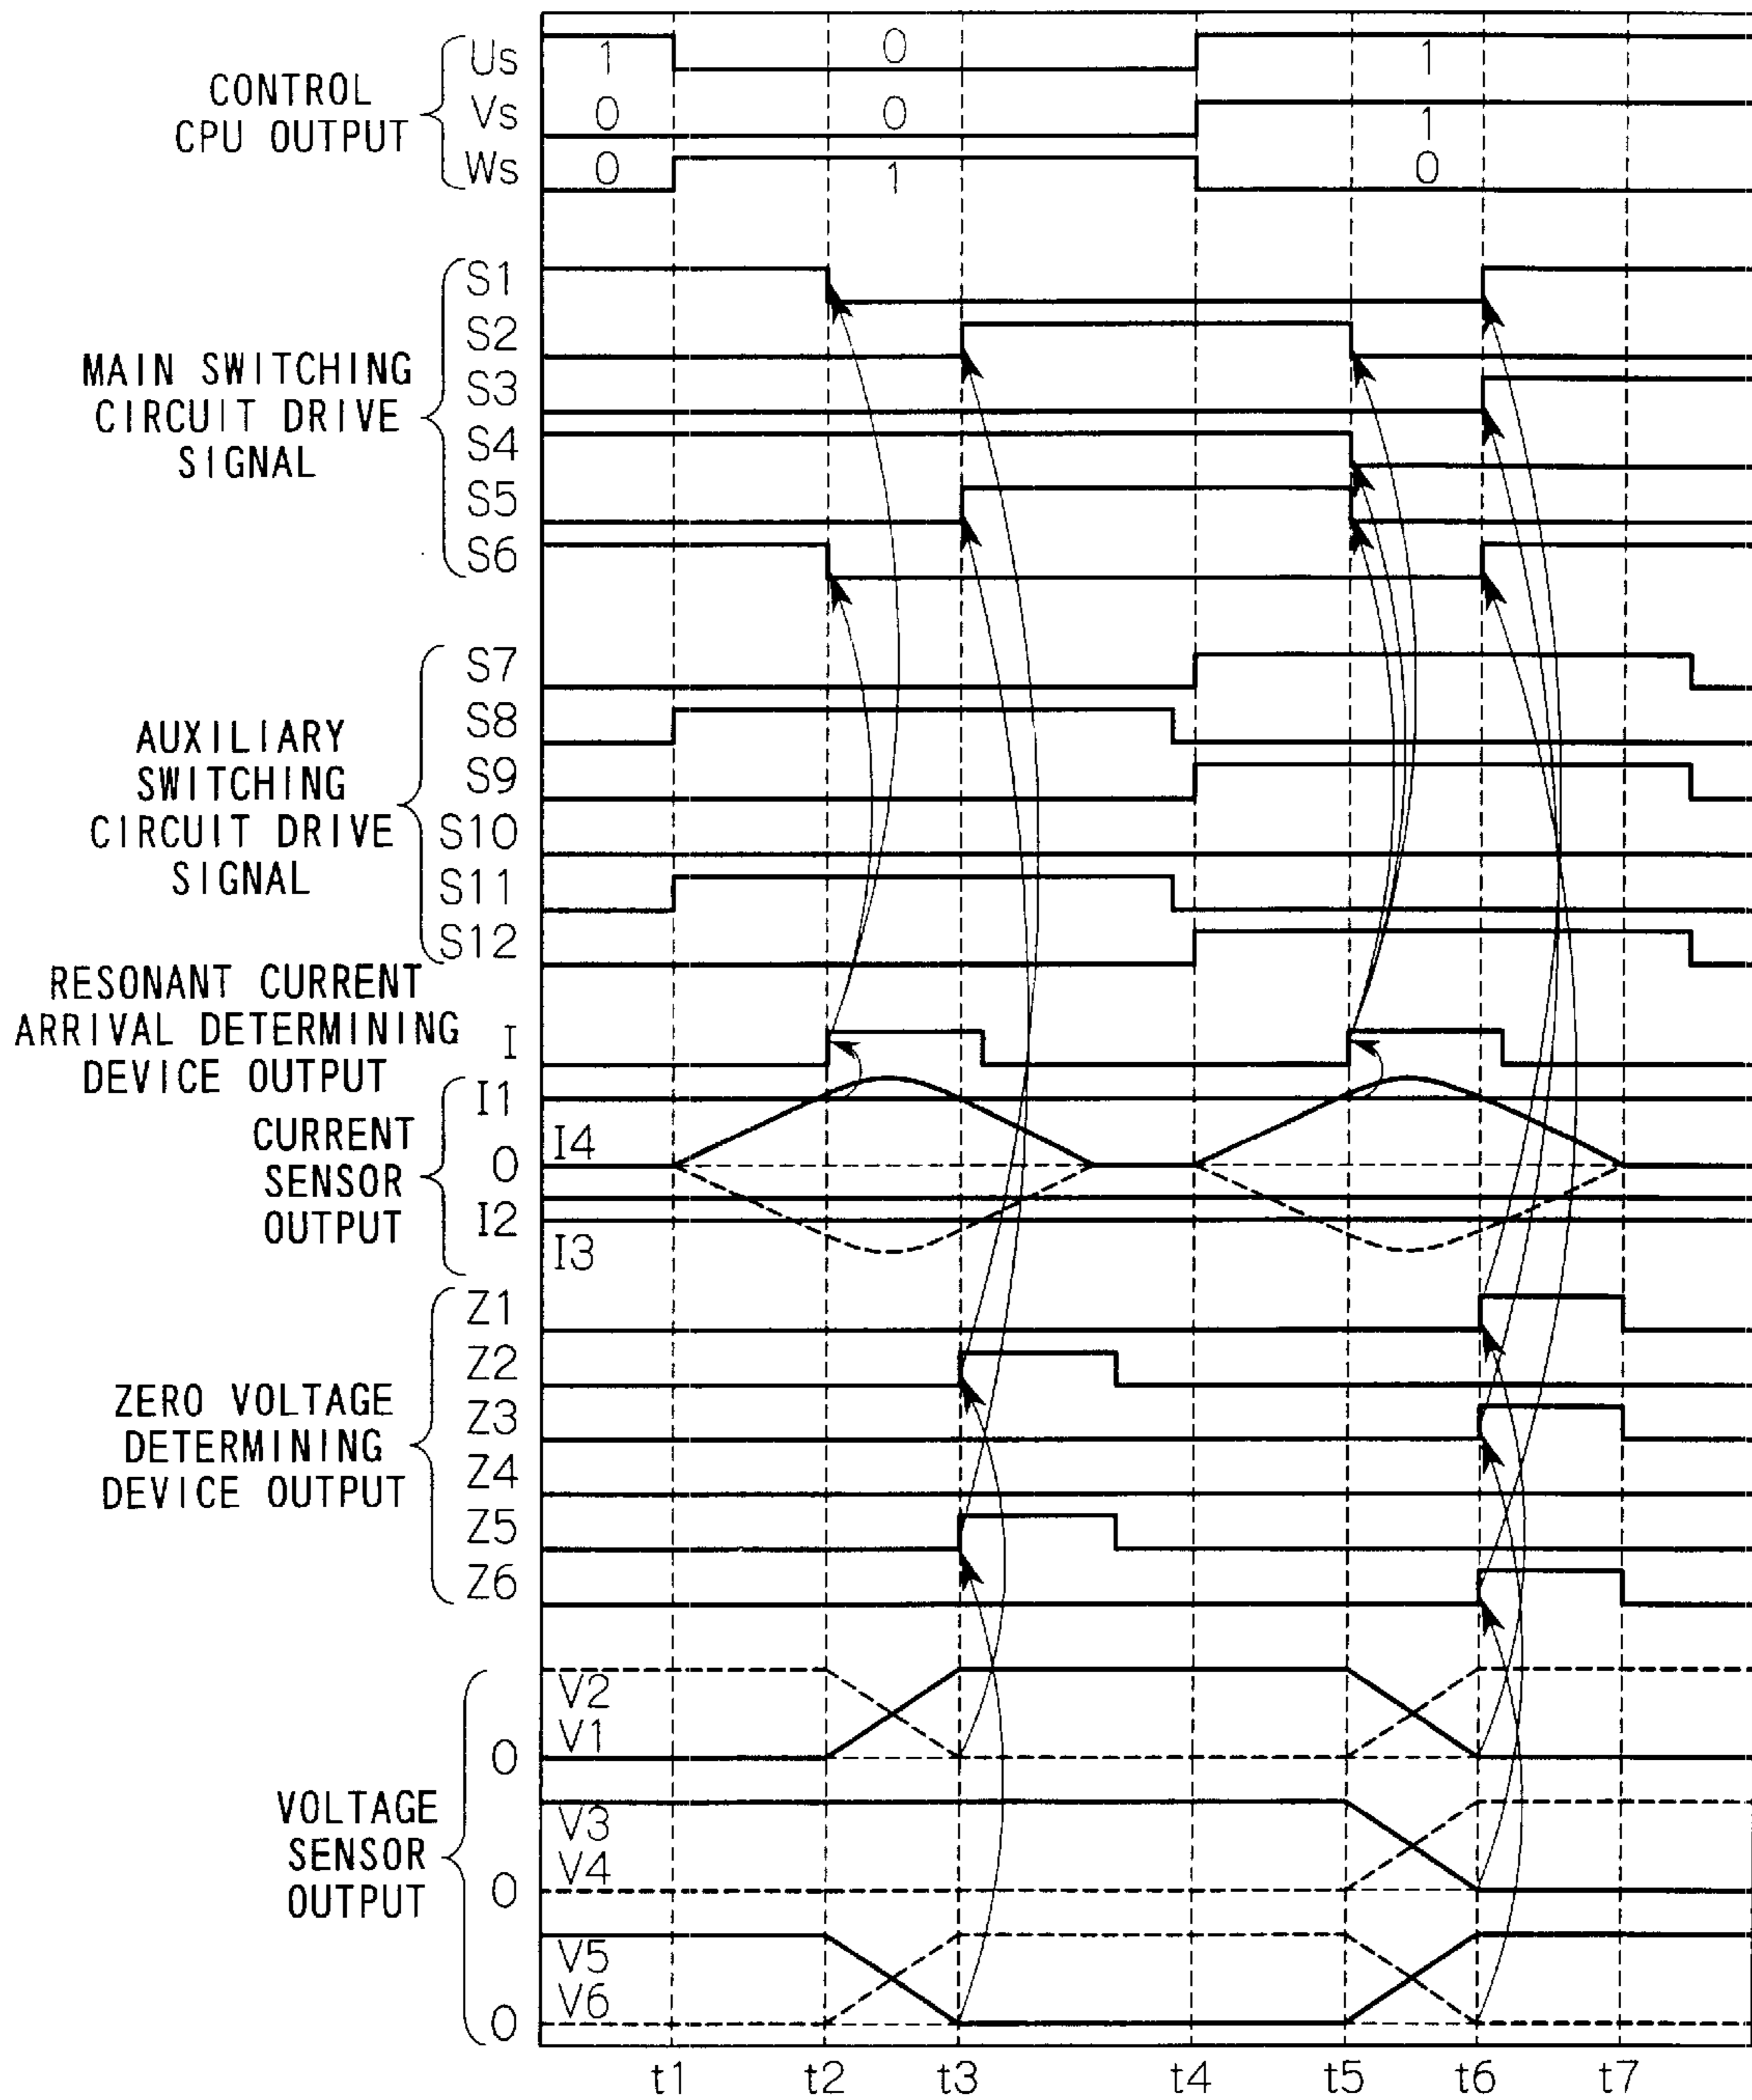 CONTROL
CPU OUTPUT
Us 1 0 1
Vs 0 0 1
Ws 0 1 0
MAIN SWITCHING
CIRCUIT DRIVE
SIGNAL
S1
S2
S3
S4
S5
S6
AUXILIARY
SWITCHING
CIRCUIT DRIVE
SIGNAL
S7
S8
S9
S10
S11
S12
RESONANT CURRENT
ARRIVAL DETERMINING
DEVICE OUTPUT
I
CURRENT
SENSOR
OUTPUT
I1
I4
0
I2
I3
ZERO VOLTAGE
DETERMINING
DEVICE OUTPUT
Z1
Z2
Z3
Z4
Z5
Z6
VOLTAGE
SENSOR
OUTPUT
V2
V1
0
V3
V4
0
V5
V6
0
t1 t2 t3 t4 t5 t6 t7